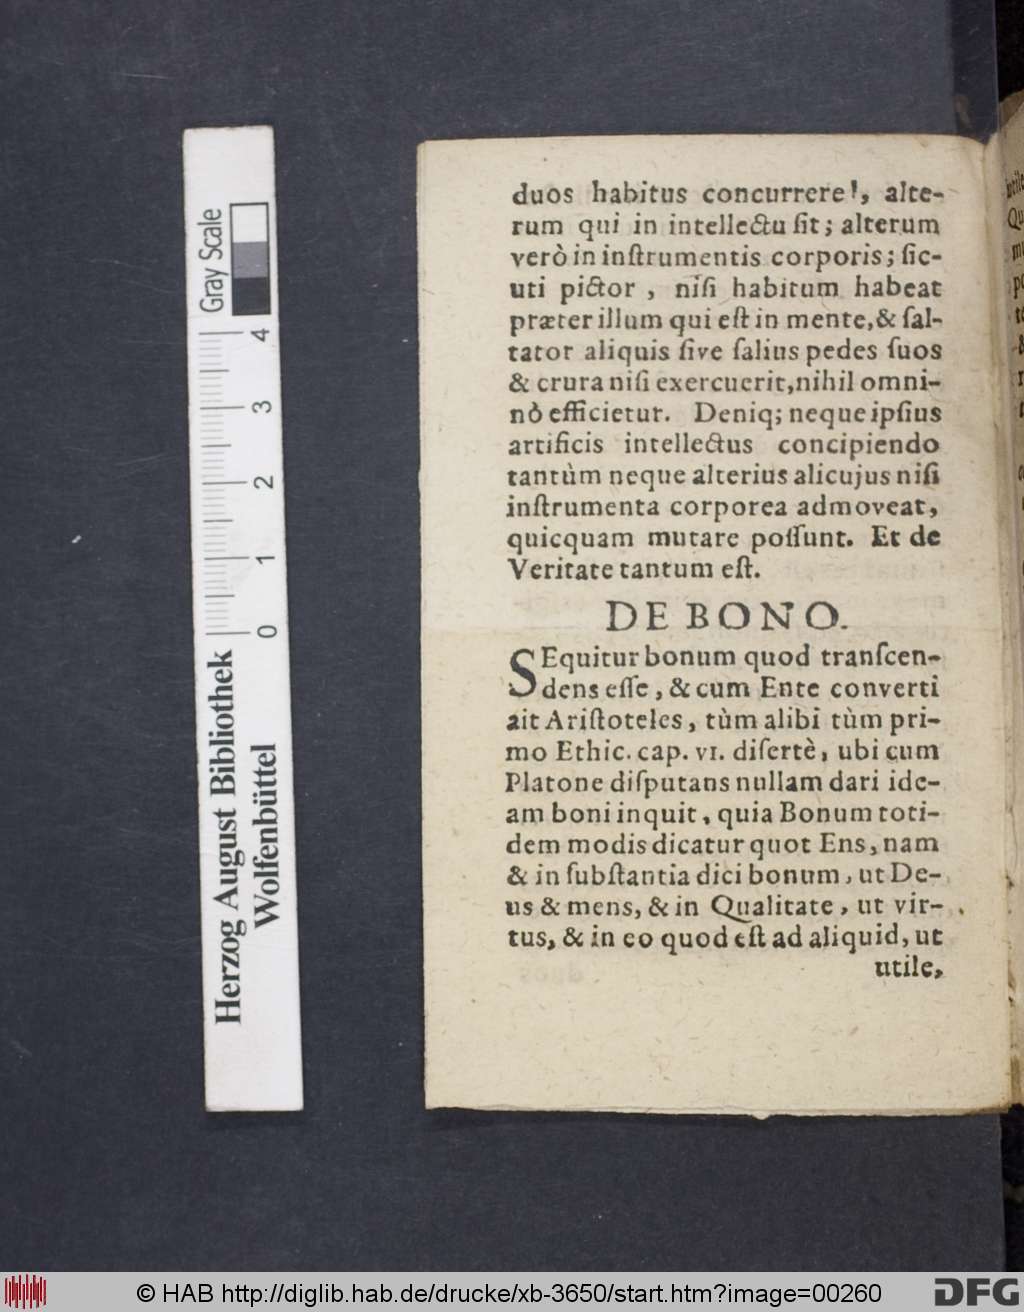 duos habitus concurrere!, alte-
rum qui in intellectu ſit; alterum
verò in inſtrumentis corporis; ſic-
uti pictor, niſi habitum habeat
præter illum qui eſt in mente, & ſal-
tator aliquis ſive ſalius pedes ſuos
& crura niſi exercuerit, nihil omni-
nò efficietur. Deniq; neque ipſius
artificis intellectus concipiendo
tantùm neque alterius alicujus niſi
inſtrumenta corporea admoveat,
quicquam mutare poſſunt. Et de
Veritate tantum eſt.
DE BONO.
SEquitur bonum quod tranſcen-
dens eſſe, & cum Ente converti
ait Ariſtoteles, tùm alibi tùm pri-
mo Ethic. cap. VI. diſertè, ubi cum
Platone diſputans nullam dari ide-
am boni inquit, quia Bonum toti-
dem modis dicatur quot Ens, nam
& in ſubſtantia dici bonum, ut De-
us & mens, & in Qualitate, ut vir-
tus, & in eo quod eſt ad aliquid, ut
utile,
Gray Scale
0 1 2 3 4
Herzog August Bibliothek
Wolfenbüttel
© HAB http://diglib.hab.de/drucke/xb-3650/start.htm?image=00260
DFG